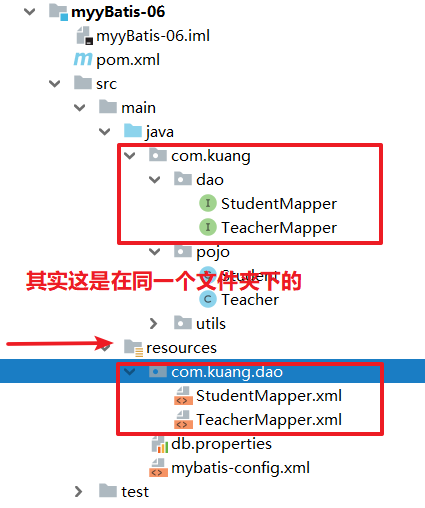 myyBatis-06
myyBatis-06.iml
pom.xml
src
main
java
com.kuang
dao
StudentMapper
TeacherMapper
pojo
Student
其实这是在同一个文件夹下的
Teacher
utils
resources
com.kuang.dao
StudentMapper.xml
TeacherMapper.xml
db.properties
mybatis-config.xml
test